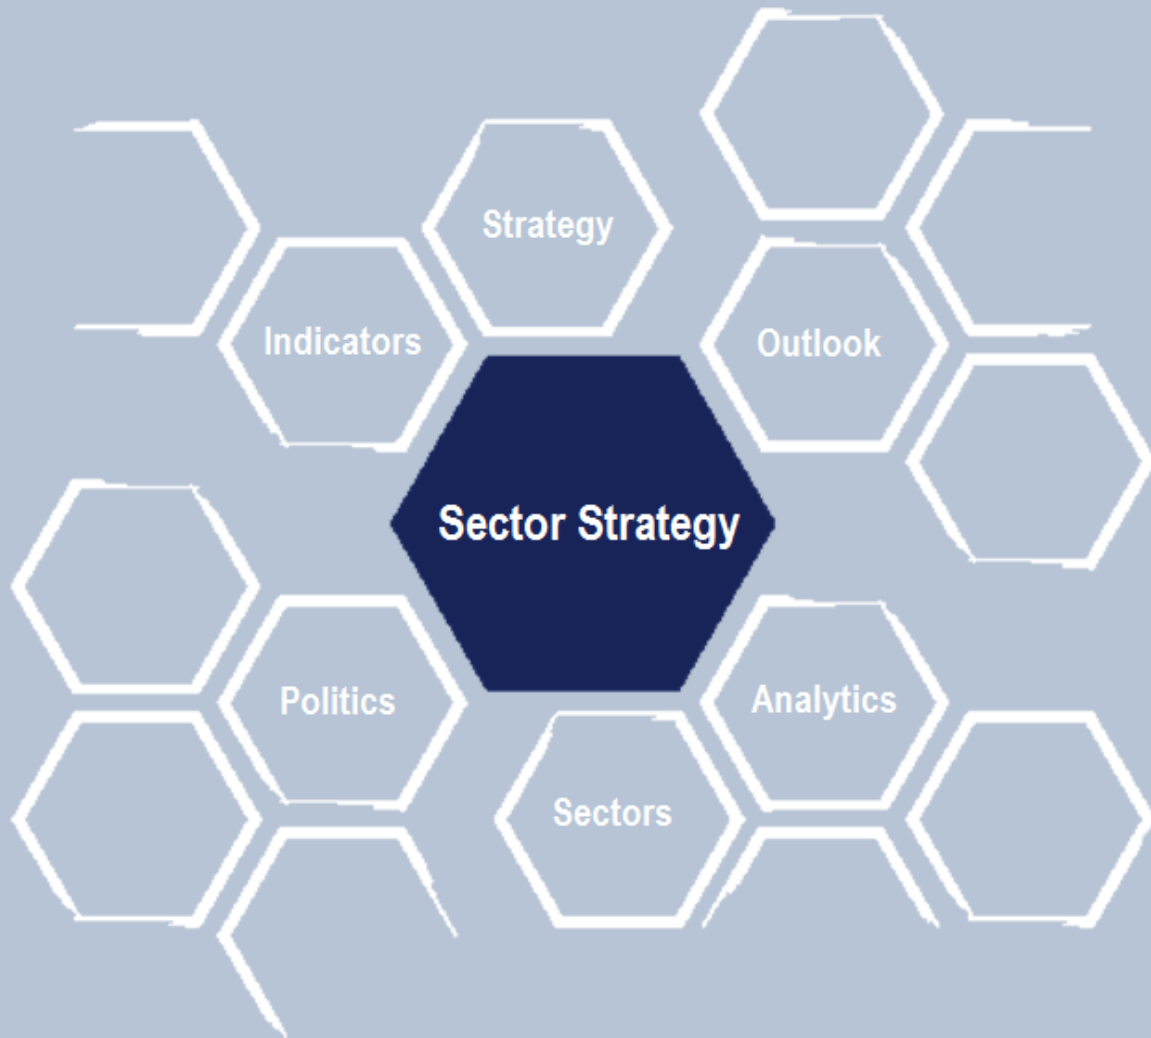 Strategy
Indicators
Outlook
Sector Strategy
Politics
Analytics
Sectors